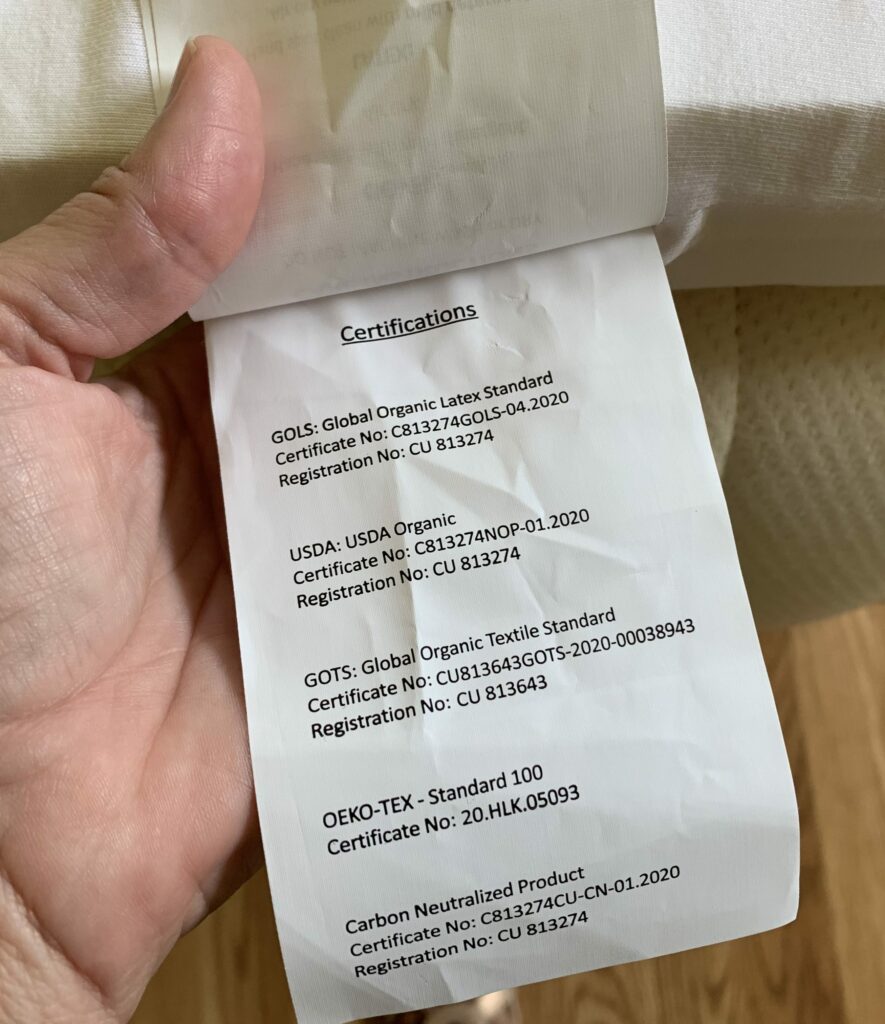 Certifications
GOLS: Global Organic Latex Standard
Certificate No: C813274GOLS-04.2020
Registration No: CU 813274
USDA: USDA Organic
Certificate No: C813274NOP-01.2020
Registration No: CU 813274
GOTS: Global Organic Textile Standard
Certificate No: CU813643GOTS-2020-00038943
Registration No: CU 813643
OEKO-TEX - Standard 100
Certificate No: 20.HLK.05093
Carbon Neutralized Product
Certificate No: C813274CU-CN-01.2020
Registration No: CU 813274